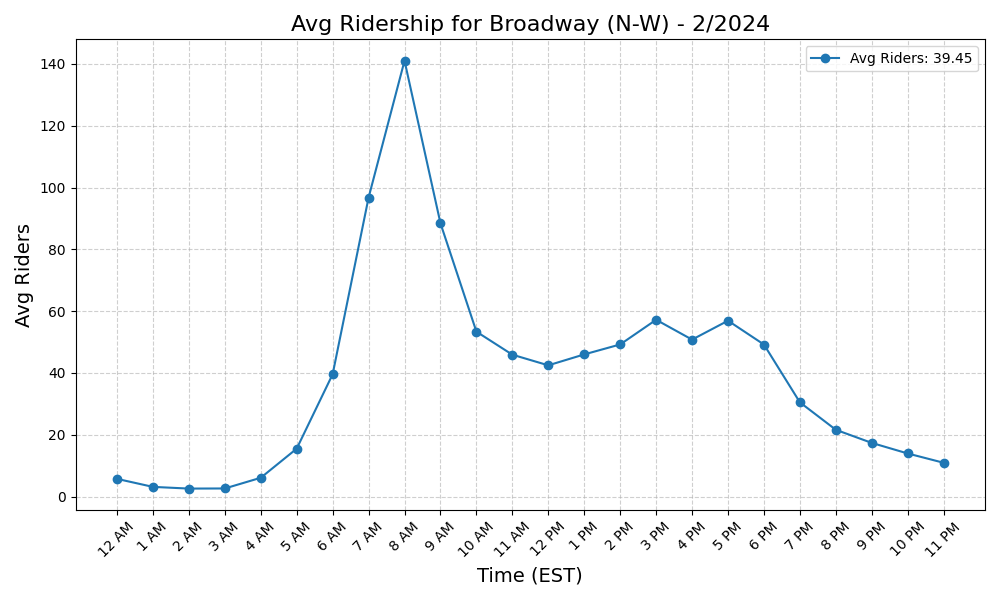 Avg Ridership for Broadway (N-W) - 2/2024
Avg Riders: 39.45
Avg Riders
140
120
100
80
60
40
20
0
12 AM
1 AM
2 AM
3 AM
4 AM
5 AM
6 AM
7 AM
8 AM
9 AM
10 AM
11 AM
12 PM
1 PM
2 PM
3 PM
4 PM
5 PM
6 PM
7 PM
8 PM
9 PM
10 PM
11 PM
Time (EST)